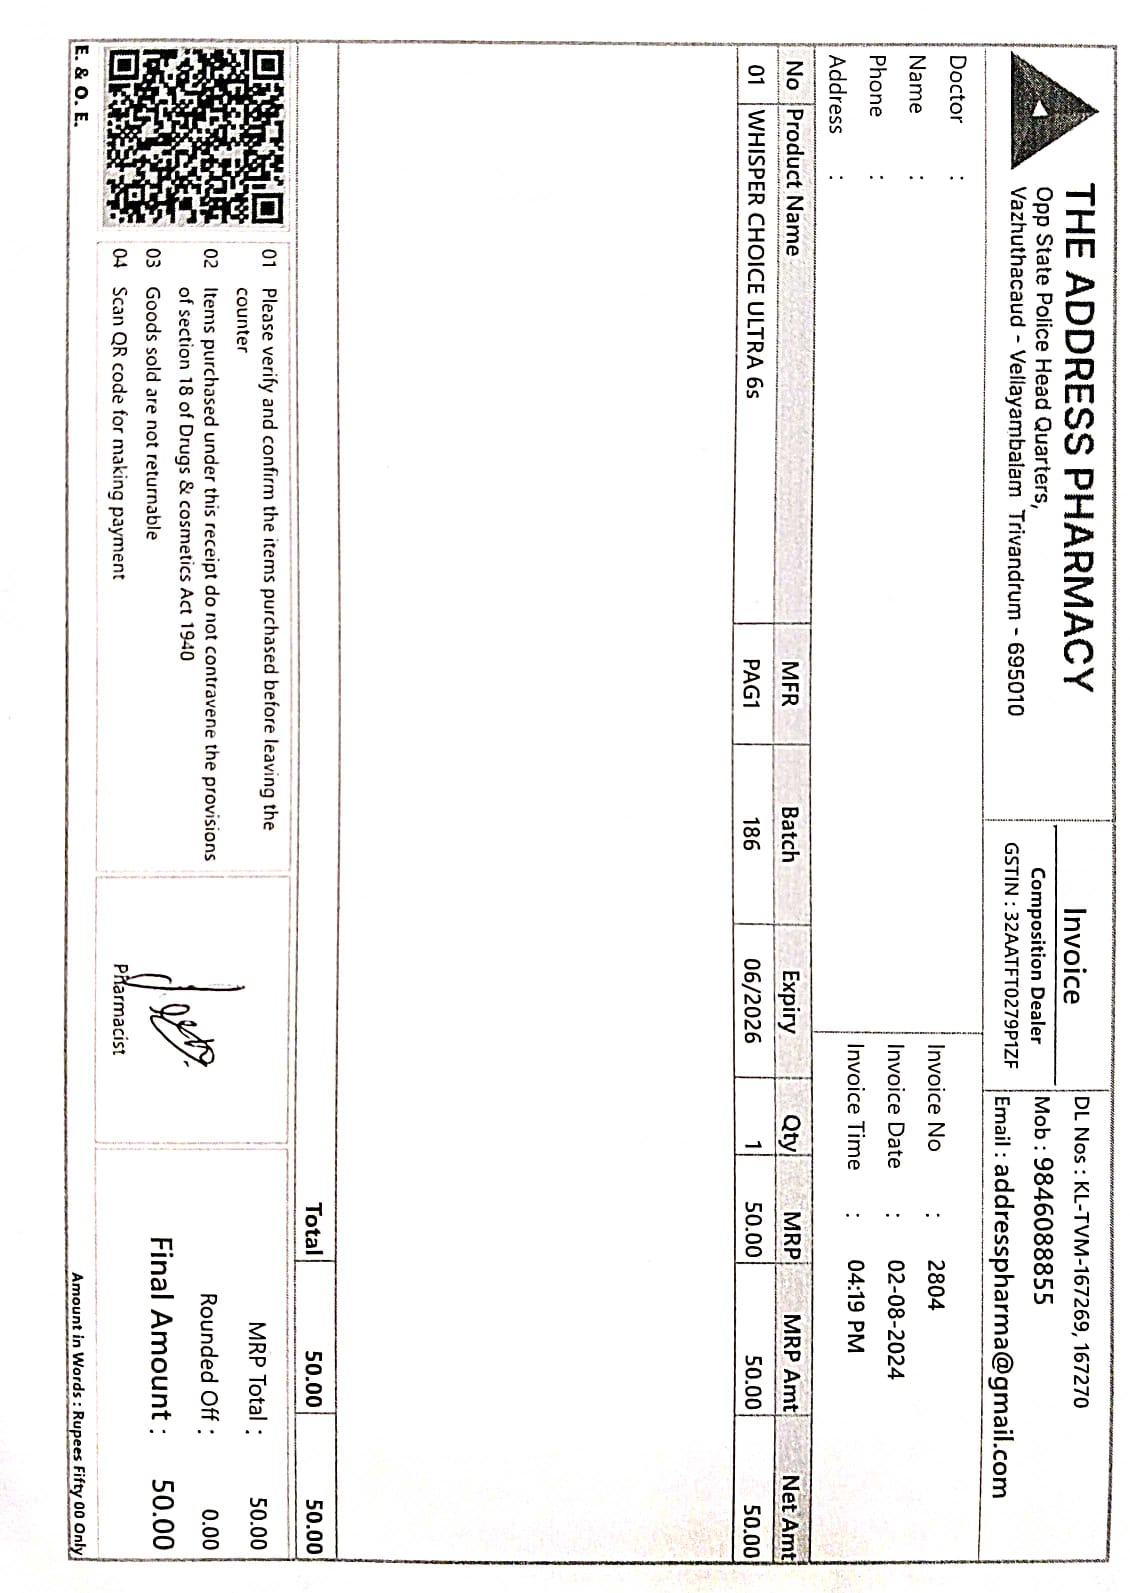 THE ADDRESS PHARMACY
Opp State Police Head Quarters,
Vazhuthacaud - Vellayambalam Trivandrum - 695010
Invoice
Composition Dealer
GSTIN : 32AATFT0279P1ZF
DL Nos : KL-TVM-167269, 167270
Mob : 9846088855
Email : addresspharma@gmail.com
Doctor :
Name :
Phone :
Address :
Invoice No : 2804
Invoice Date : 02-08-2024
Invoice Time : 04:19 PM
No Product Name MFR Batch Expiry Qty MRP MRP Amt Net Amt
01 WHISPER CHOICE ULTRA 6s PAG1 186 06/2026 1 50.00 50.00 50.00
Total 50.00 50.00
01 Please verify and confirm the items purchased before leaving the
counter
02 Items purchased under this receipt do not contravene the provisions
of section 18 of Drugs & cosmetics Act 1940
03 Goods sold are not returnable
04 Scan QR code for making payment
Pharmacist
MRP Total : 50.00
Rounded Off : 0.00
Final Amount : 50.00
E. & O. E.
Amount in Words : Rupees Fifty 00 Only